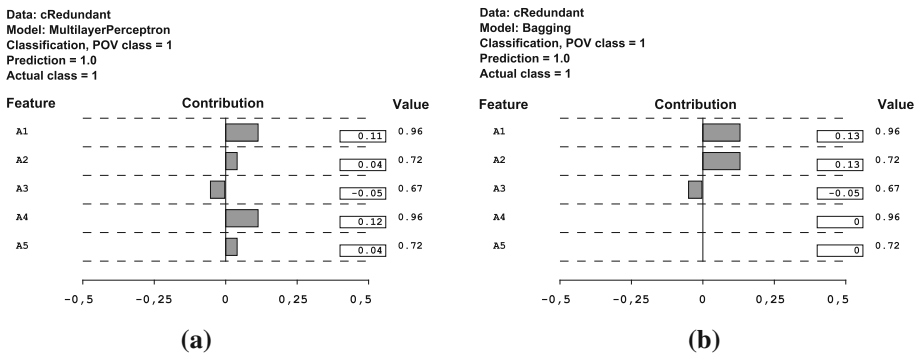 Data: cRedundant
Model: MultilayerPerceptron
Classification, POV class = 1
Prediction = 1.0
Actual class = 1
Feature Contribution Value
A1 0.11 0.96
A2 0.04 0.72
A3 -0.05 0.67
A4 0.12 0.96
A5 0.04 0.72
-0,5 -0,25 0 0,25 0,5
(a)
Data: cRedundant
Model: Bagging
Classification, POV class = 1
Prediction = 1.0
Actual class = 1
Feature Contribution Value
A1 0.13 0.96
A2 0.13 0.72
A3 -0.05 0.67
A4 0 0.96
A5 0 0.72
-0,5 -0,25 0 0,25 0,5
(b)